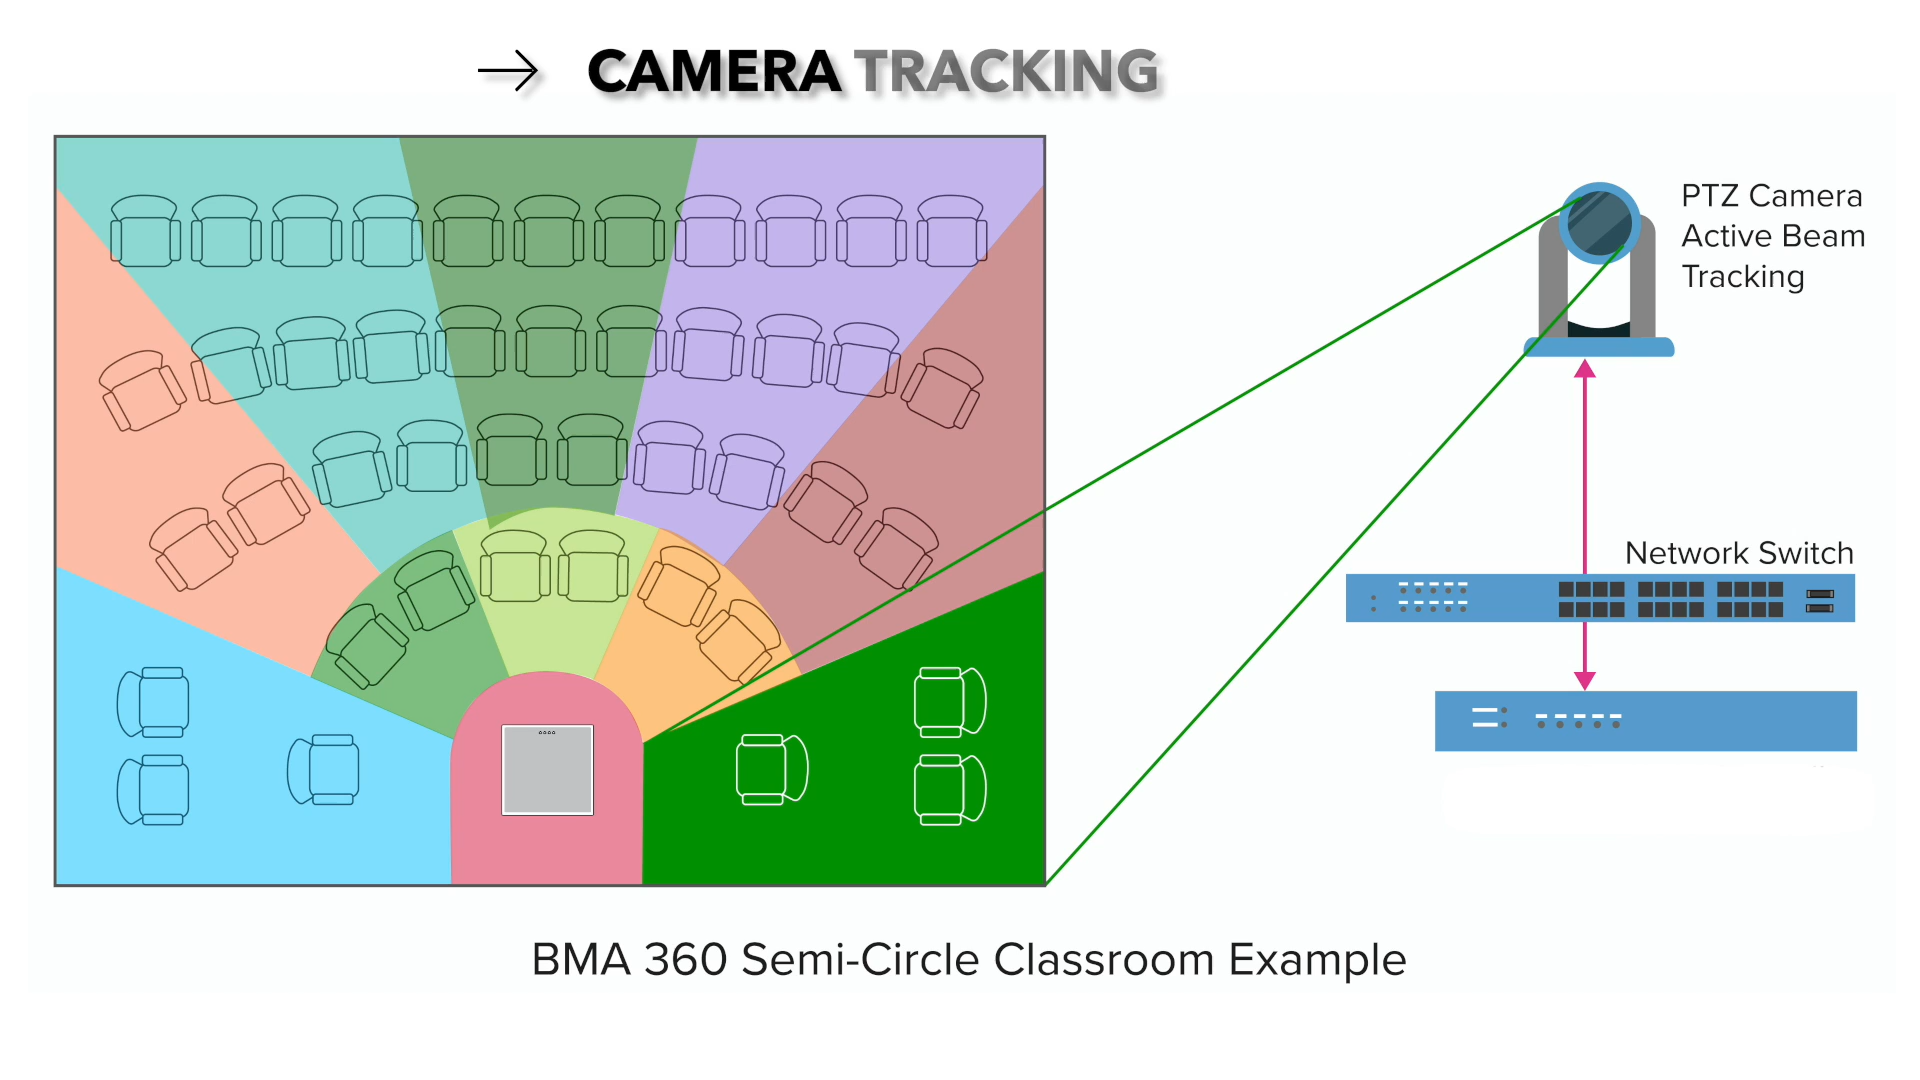 → CAMERA TRACKING
PTZ Camera
Active Beam
Tracking
Network Switch
BMA 360 Semi-Circle Classroom Example